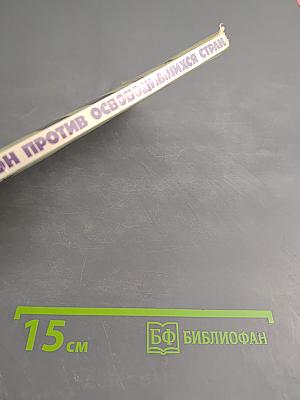 ПРОТИВ ОСВОБОДИВШИХСЯ СТРАН
15 см
БФ БИБЛИОФАН